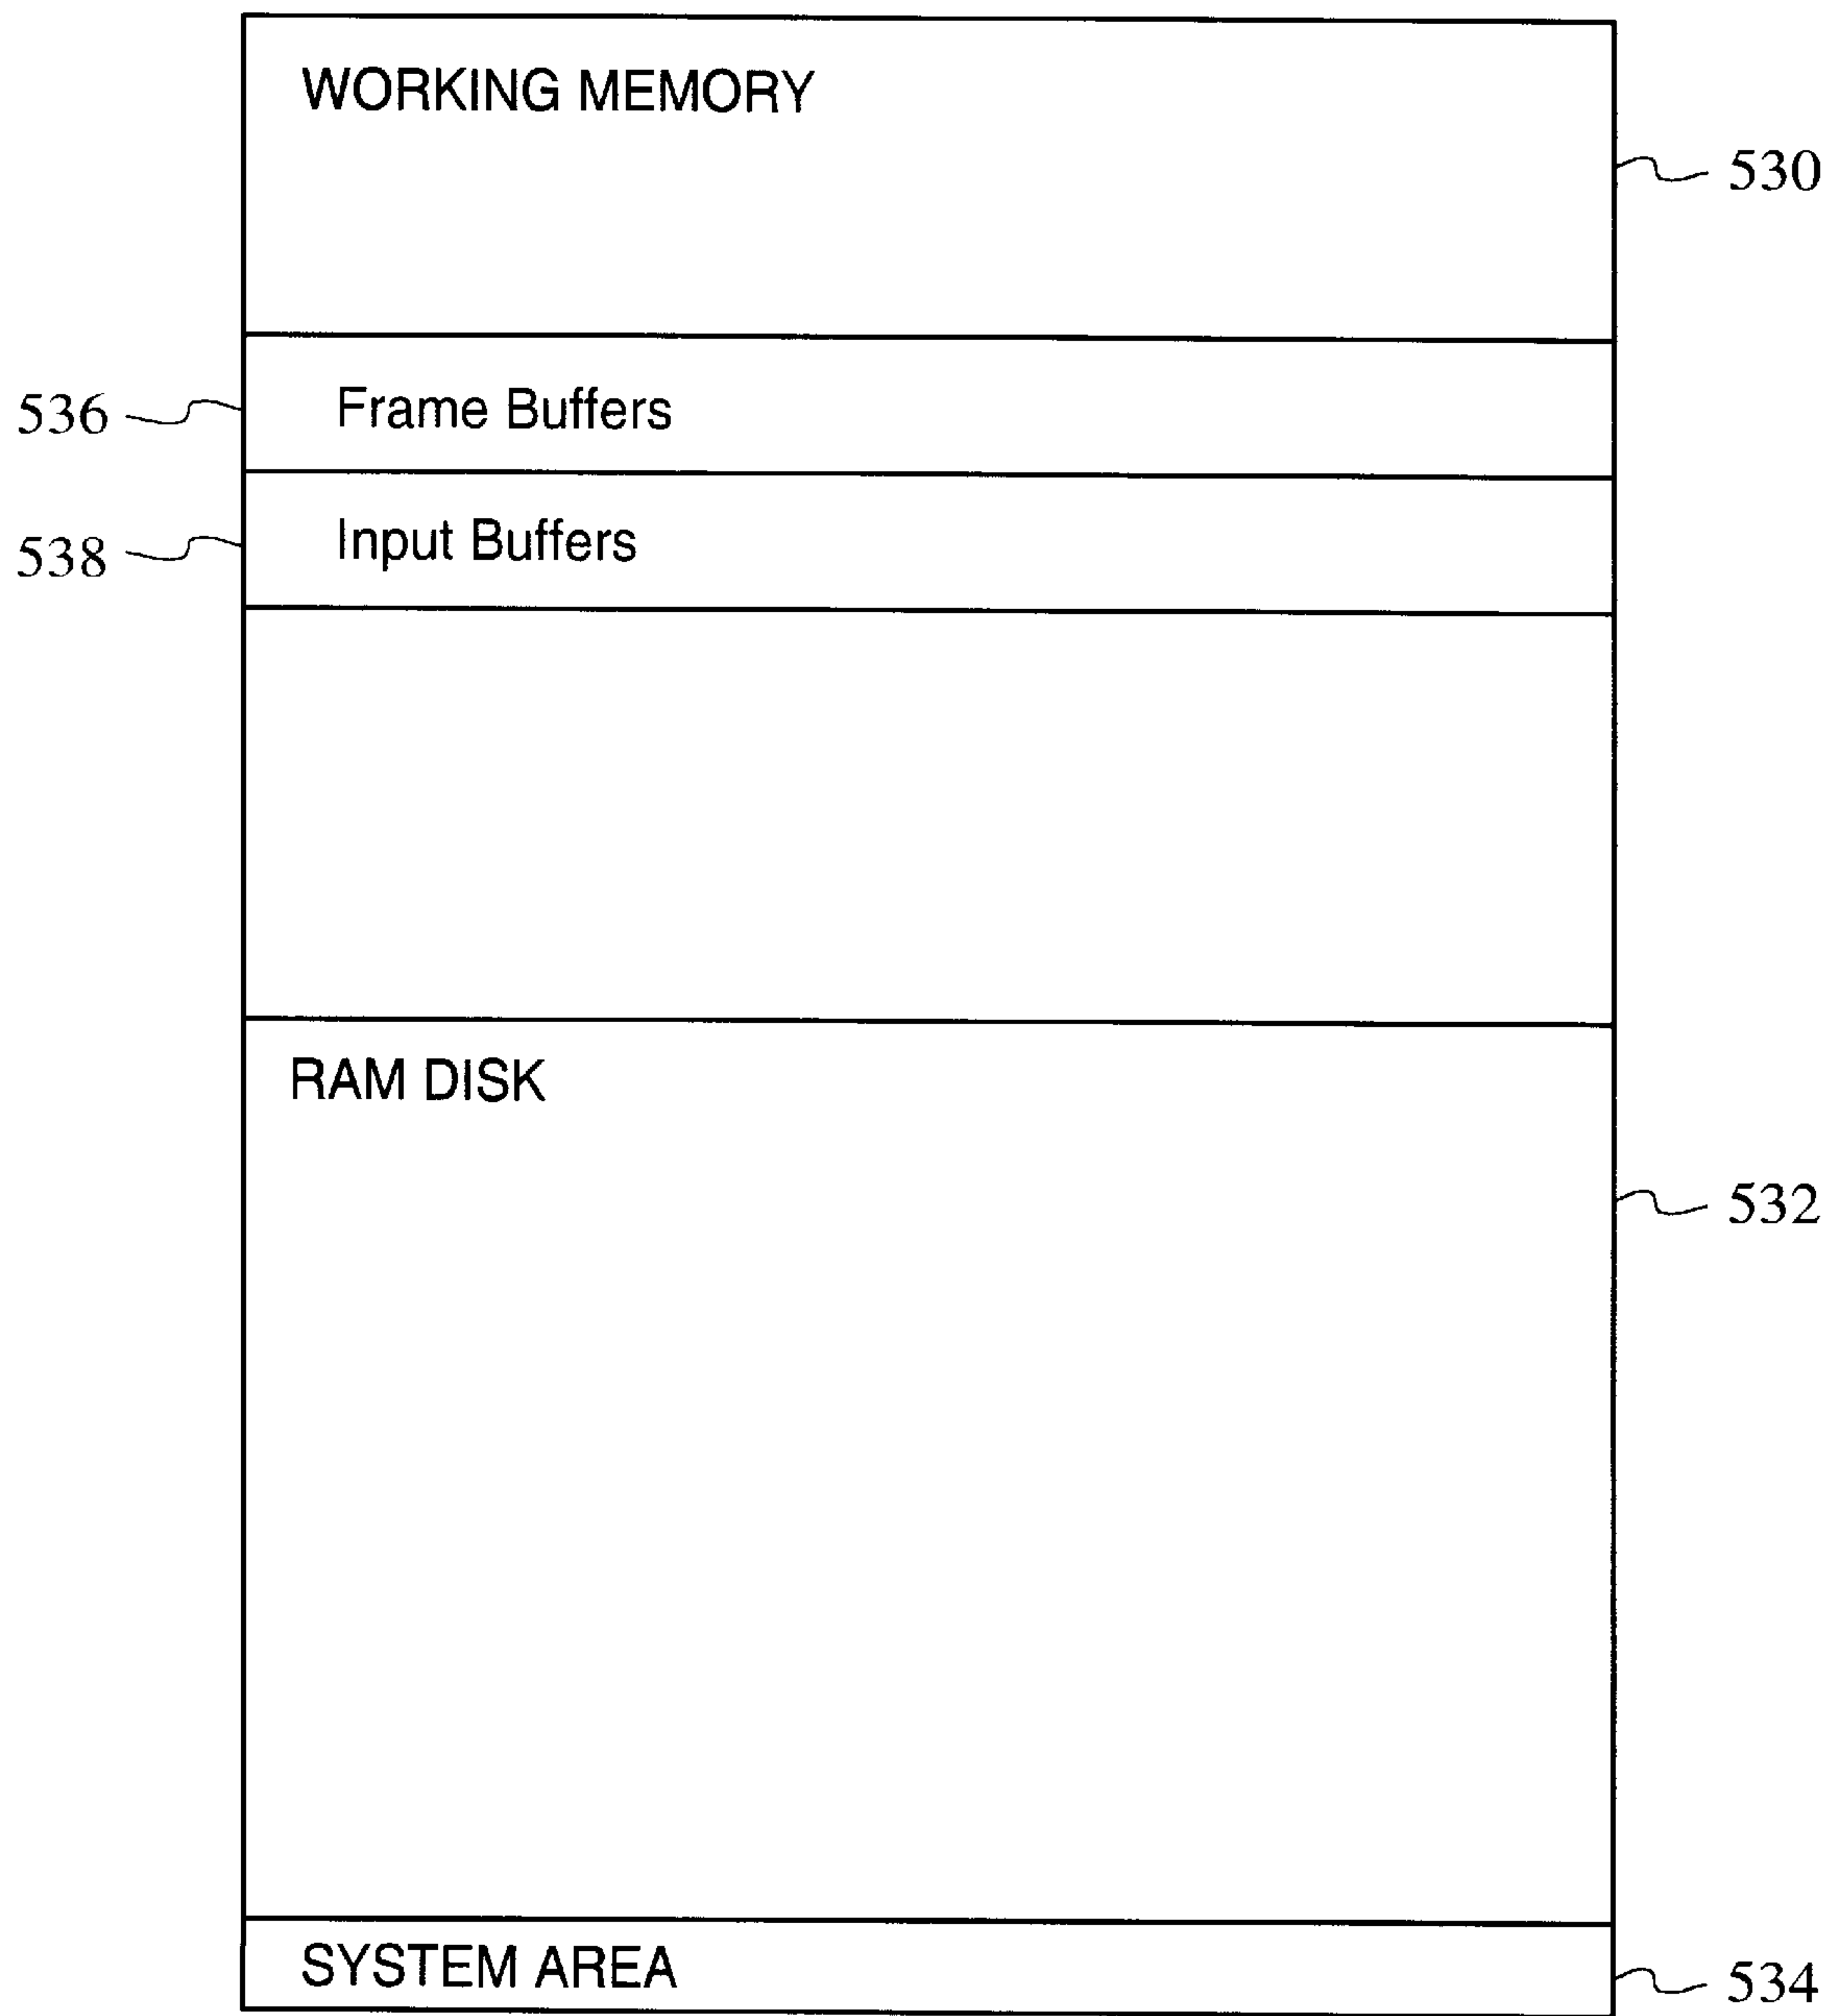 WORKING MEMORY
530
536
Frame Buffers
538
Input Buffers
RAM DISK
532
SYSTEM AREA
534